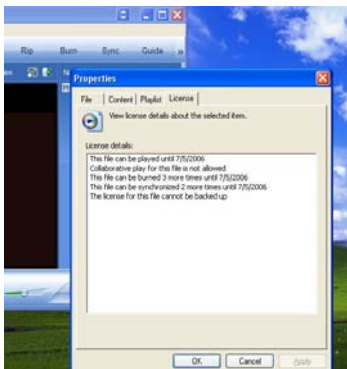 Rip Burn Sync Guide »
Properties
File Content Playlist License
View license details about the selected item.
License details:
This file can be played until 7/5/2006
Collaborative play for this file is not allowed
This file can be burned 3 more times until 7/5/2006
This file can be synchronized 2 more times until 7/5/2006
The license for this file cannot be backed up
OK Cancel Apply